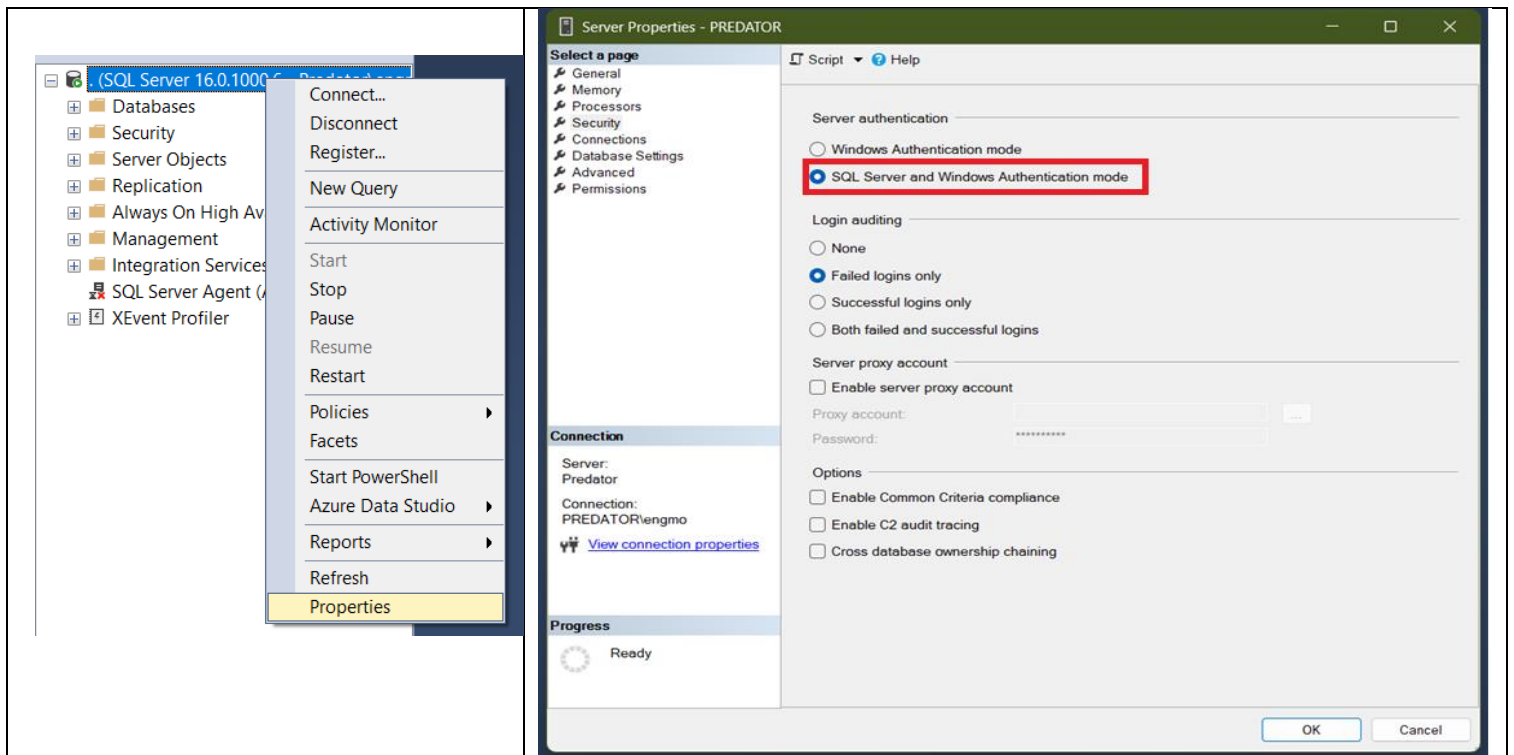 . (SQL Server 16.0.1000
Databases
Security
Server Objects
Replication
Always On High Av
Management
Integration Services
SQL Server Agent (
XEvent Profiler
Connect...
Disconnect
Register...
New Query
Activity Monitor
Start
Stop
Pause
Resume
Restart
Policies
Facets
Start PowerShell
Azure Data Studio
Reports
Refresh
Properties
Server Properties - PREDATOR
Select a page
General
Memory
Processors
Security
Connections
Database Settings
Advanced
Permissions
Connection
Server:
Predator
Connection:
PREDATOR\engmo
View connection properties
Progress
Ready
Script
Help
Server authentication
Windows Authentication mode
SQL Server and Windows Authentication mode
Login auditing
None
Failed logins only
Successful logins only
Both failed and successful logins
Server proxy account
Enable server proxy account
Proxy account:
...
Password:
**********
Options
Enable Common Criteria compliance
Enable C2 audit tracing
Cross database ownership chaining
OK
Cancel